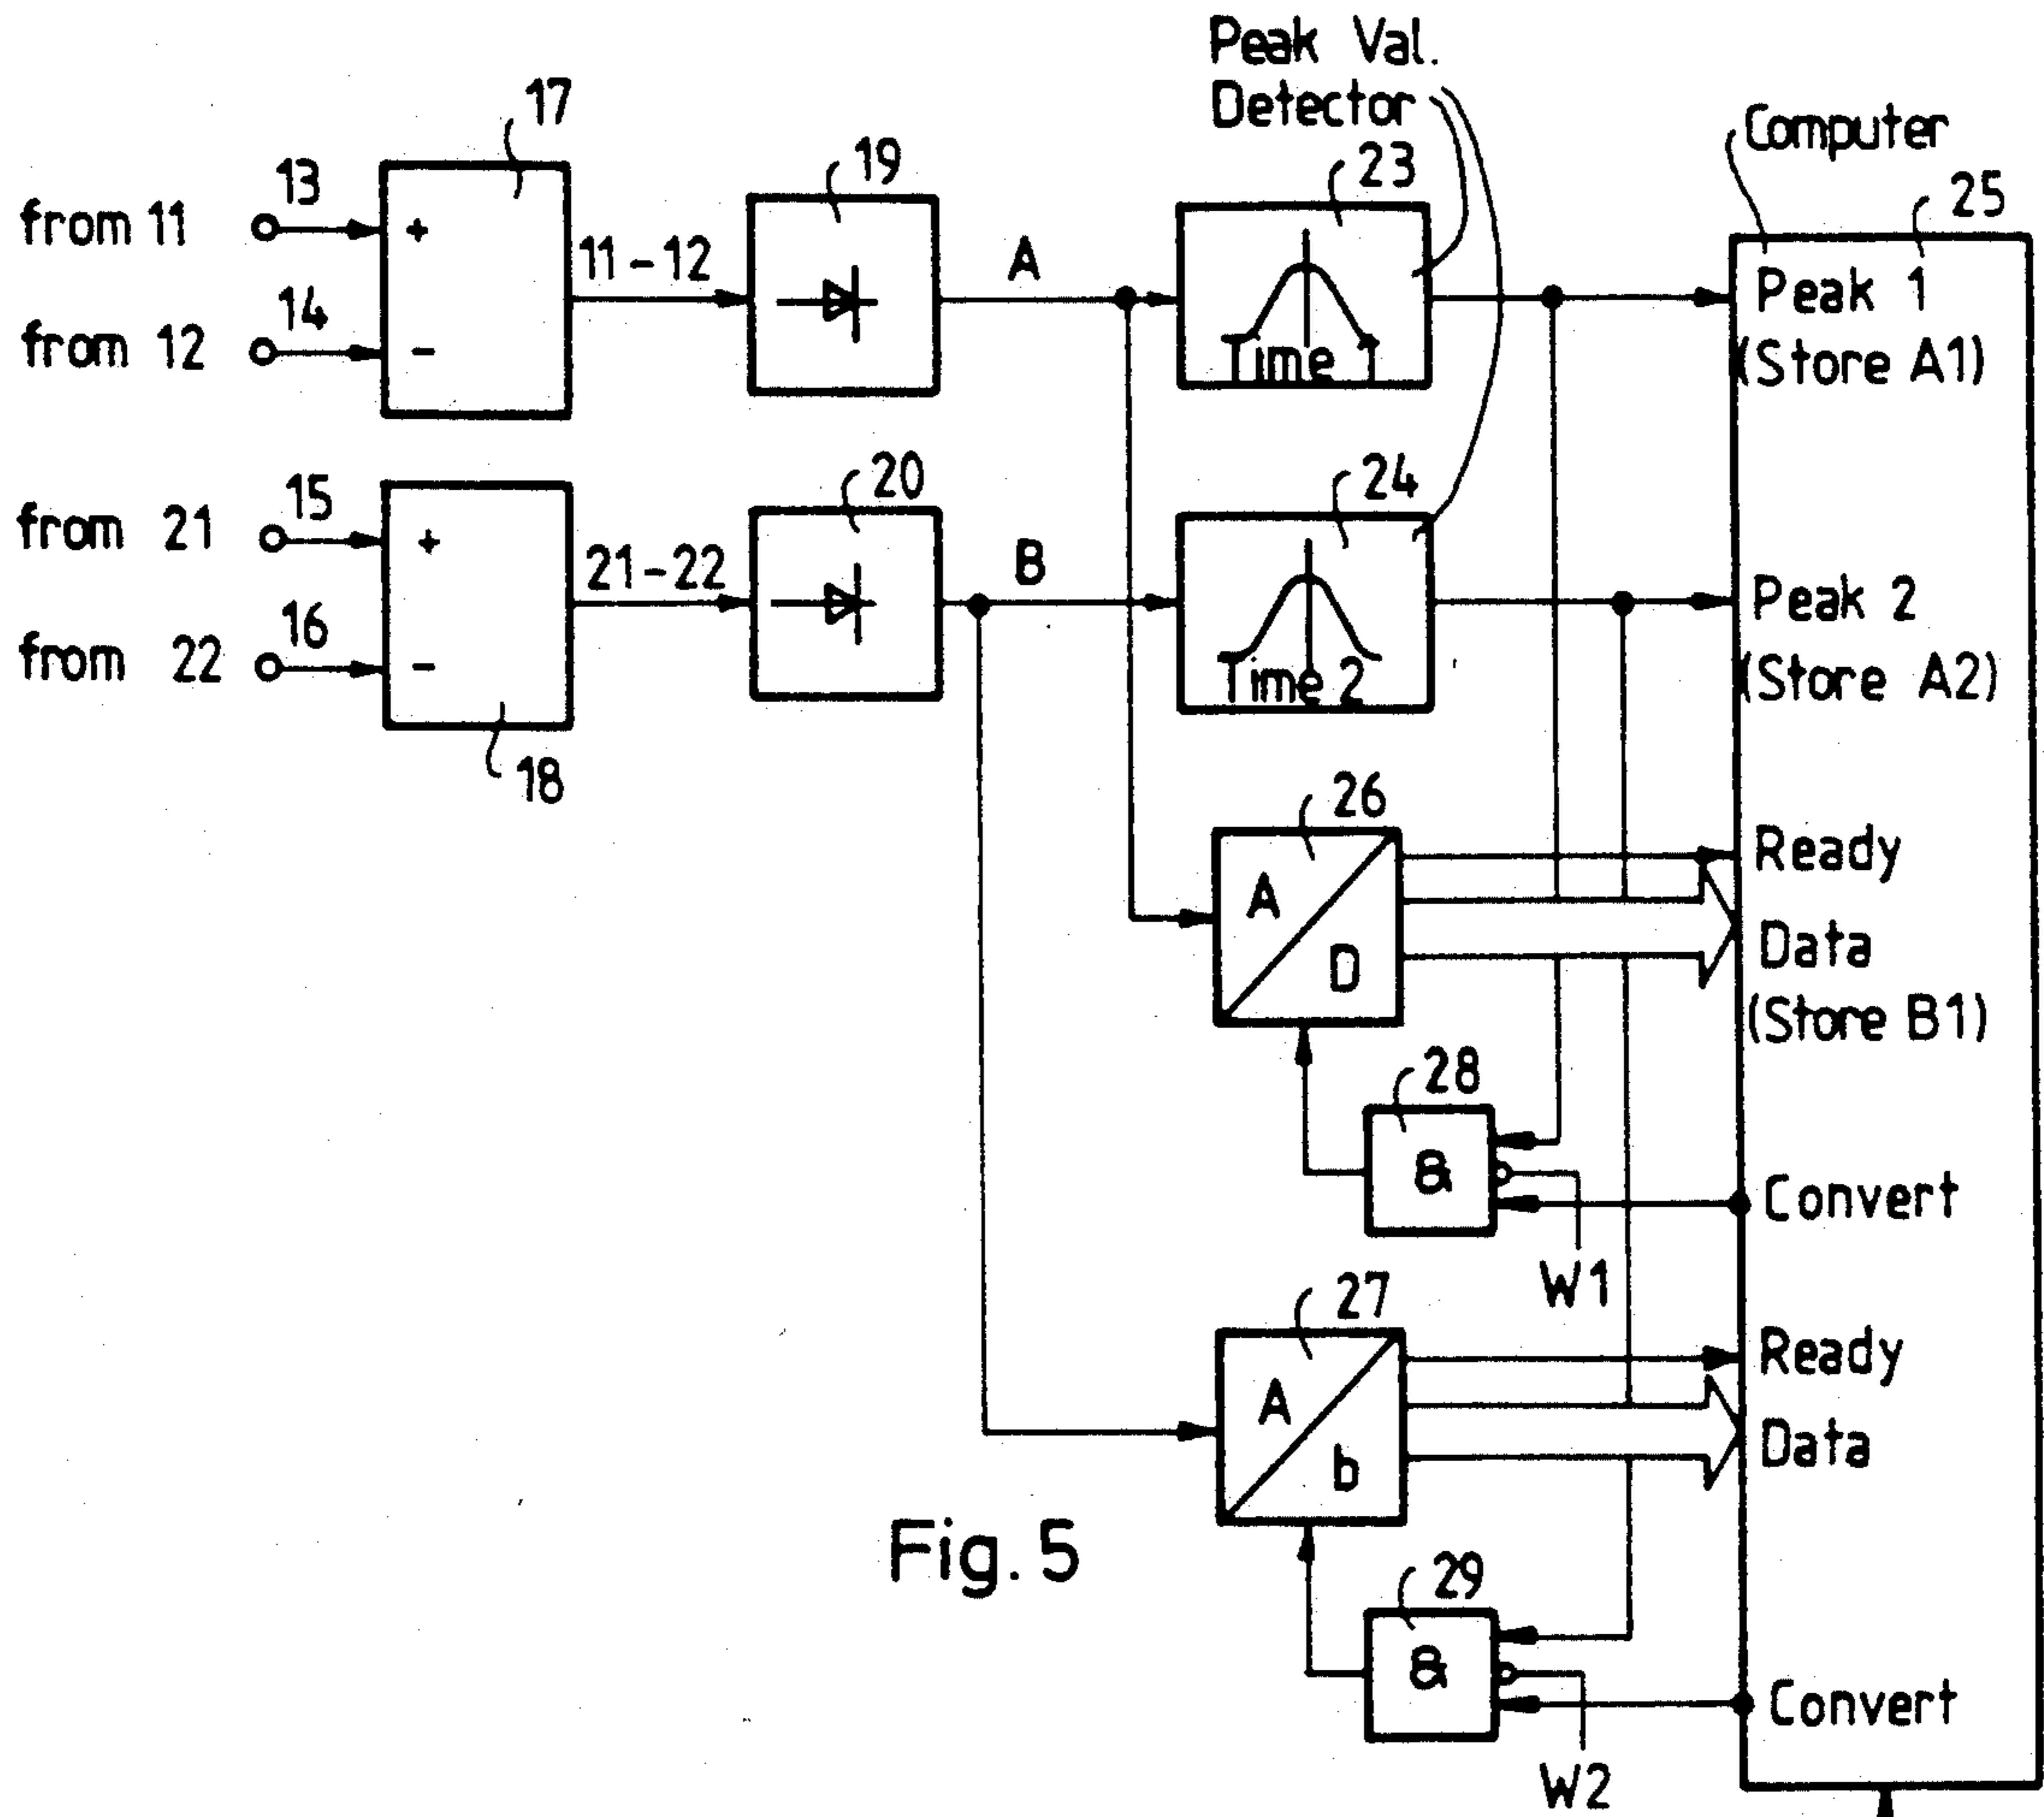 Peak Val.
Detector
Computer
17
13
19
23
25
from 11
+
11-12
A
Peak 1
14
from 12
-
Time 1
(Store A1)
15
20
24
from 21
+
21-22
B
Peak 2
16
from 22
-
Time 2
(Store A2)
18
26
Ready
A
D
Data
(Store B1)
28
&
Convert
W1
27
Ready
A
b
Data
Fig. 5
29
&
Convert
W2